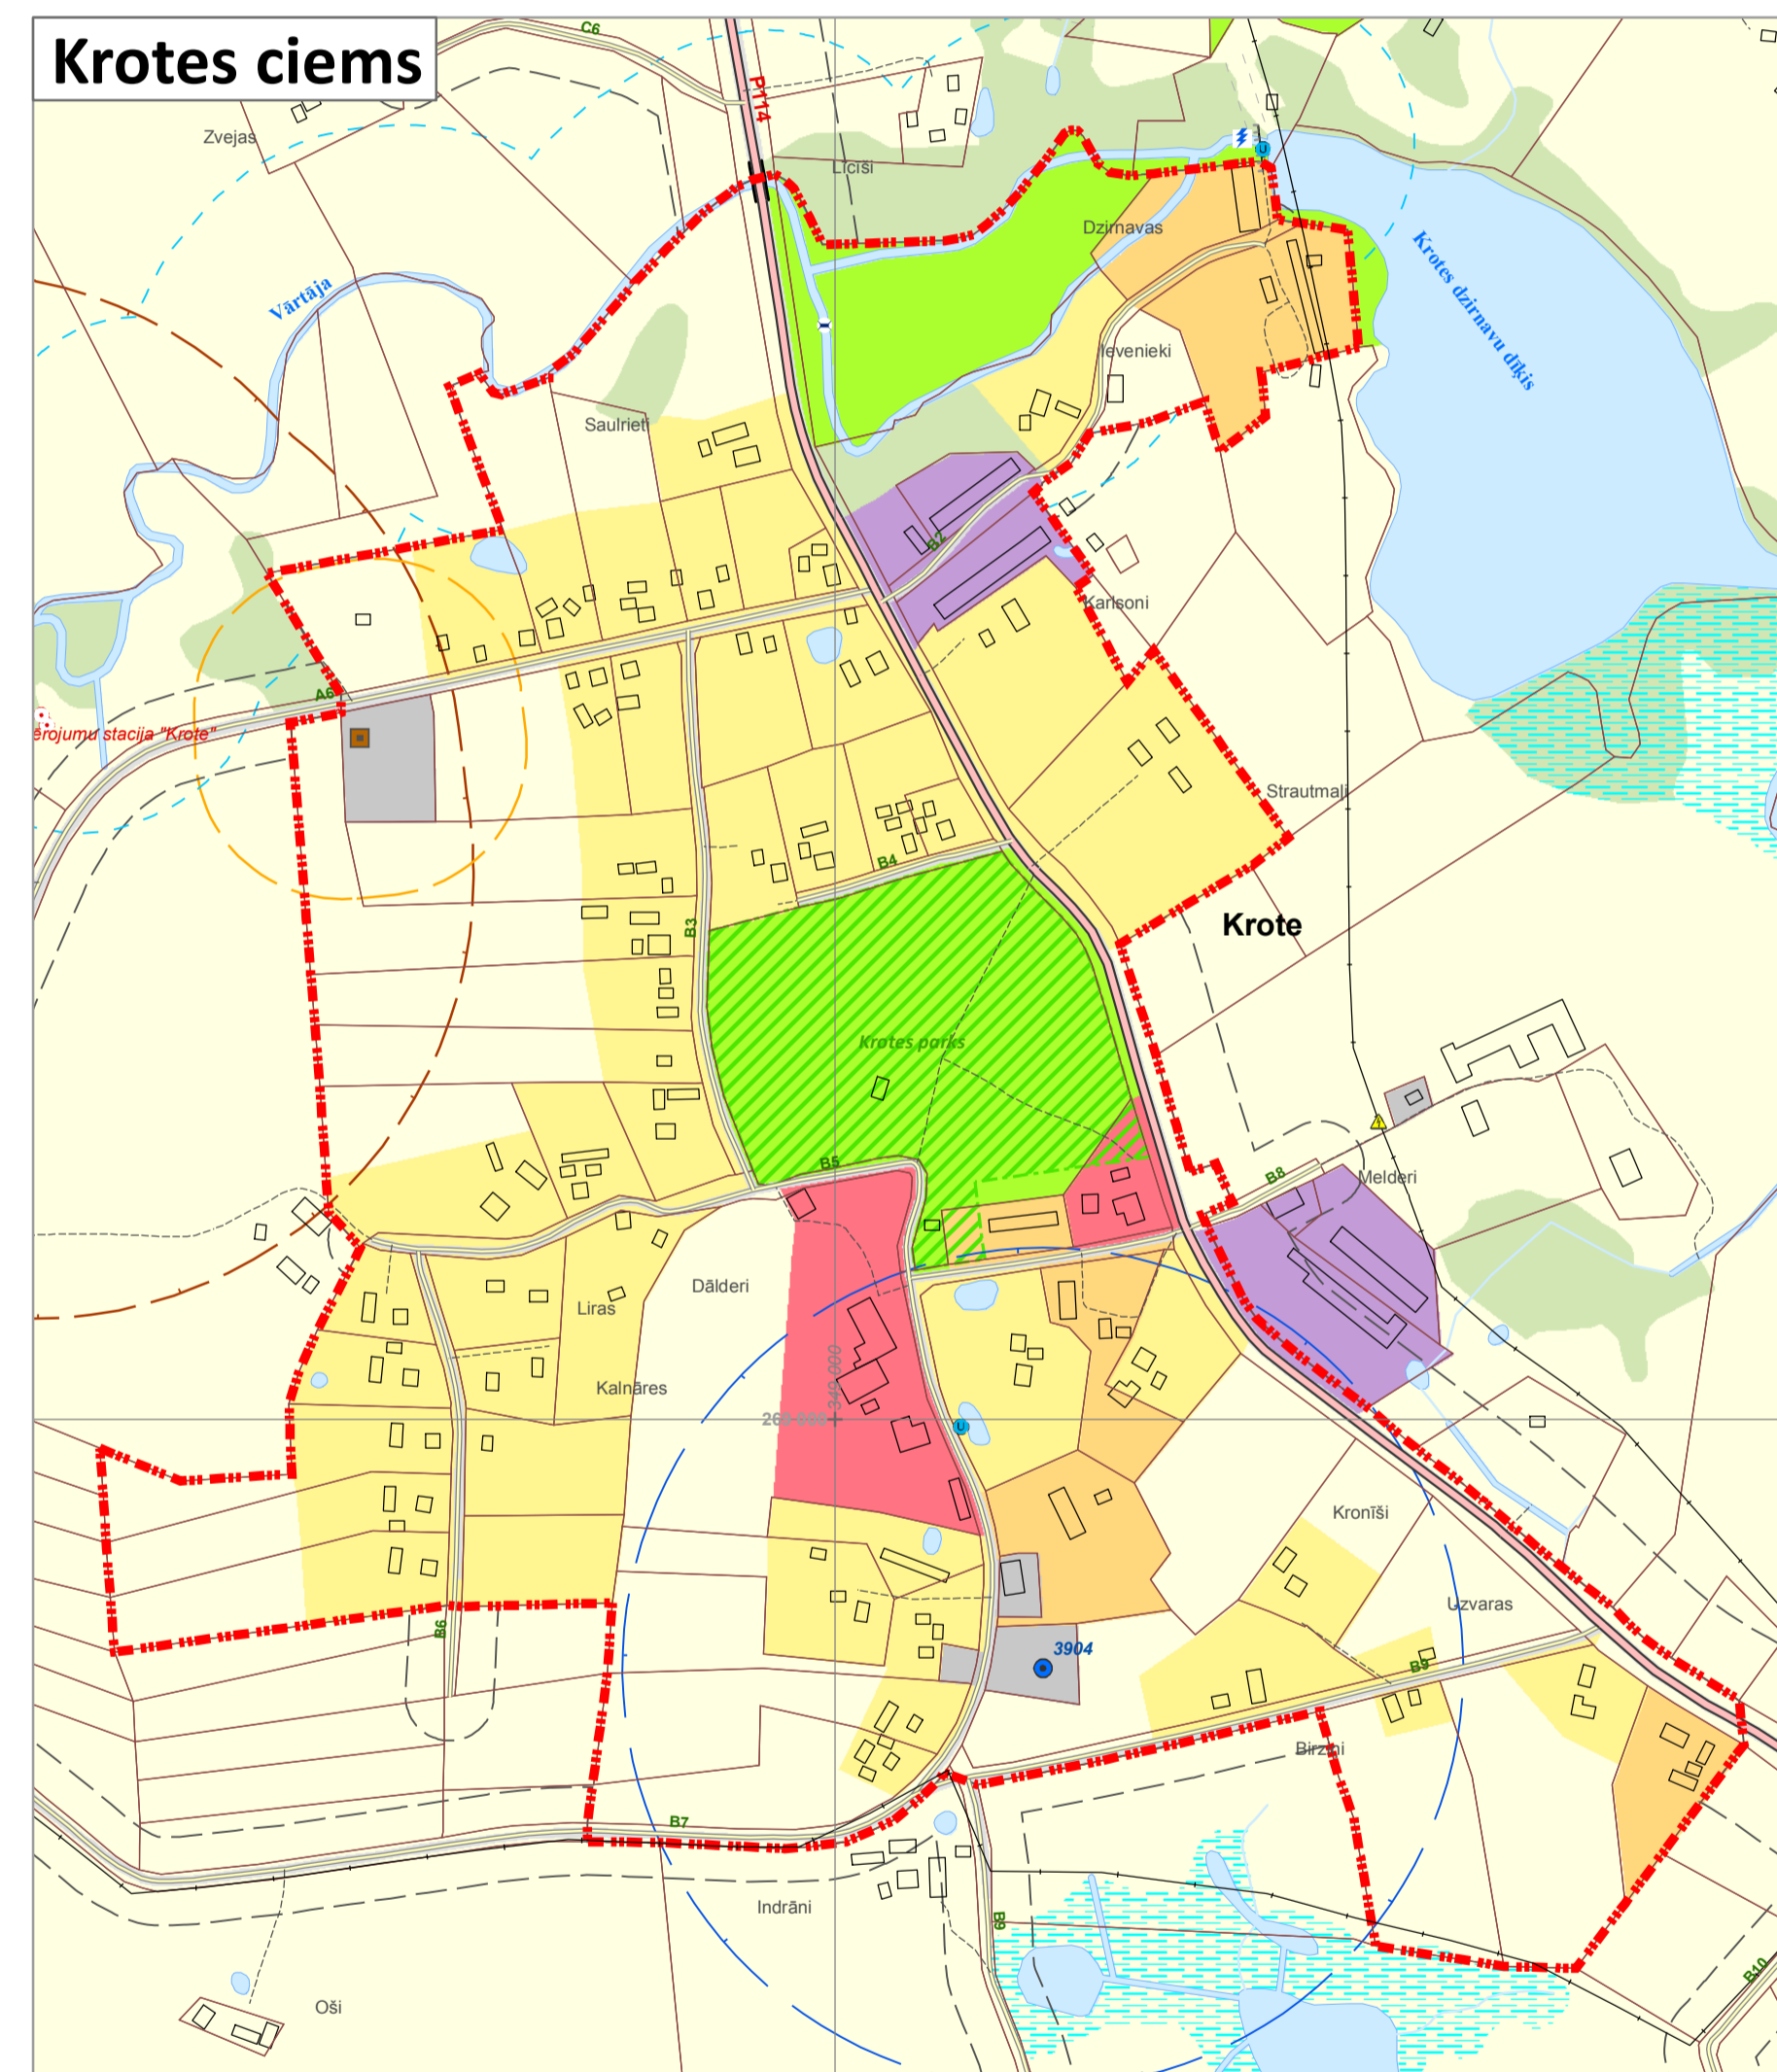 Krotes ciems
C6
P114
Zvejas
Līcīši
Vārtāja
Dzirnavas
Krotes dzirnavu dīķis
Ievenieki
Saulrieti
B2
Karlsoni
A6
ērojumu stacija "Krote"
Strautmaļi
B4
B3
Krote
Krotes parks
B5
B8
Melderi
Dālderi
Liras
Kalnāres
349 000
260 000
U
U
Kronīši
Uzvaras
B6
3904
B9
Birzmi
B7
Indrāni
B9
B10
Oši